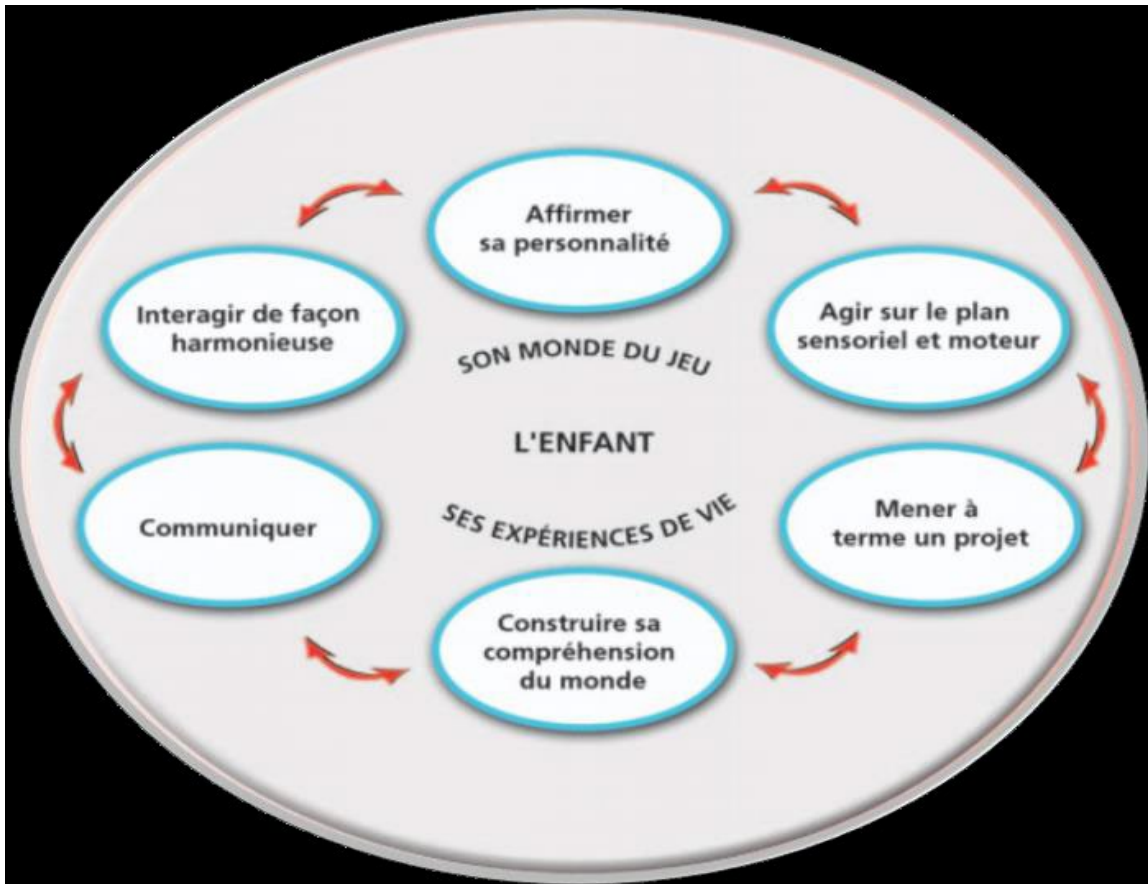 Affirmer
sa personnalité
Interagir de façon
harmonieuse
Agir sur le plan
sensoriel et moteur
SON MONDE DU JEU
L'ENFANT
SES EXPÉRIENCES DE VIE
Communiquer
Mener à
terme un projet
Construire sa
compréhension
du monde